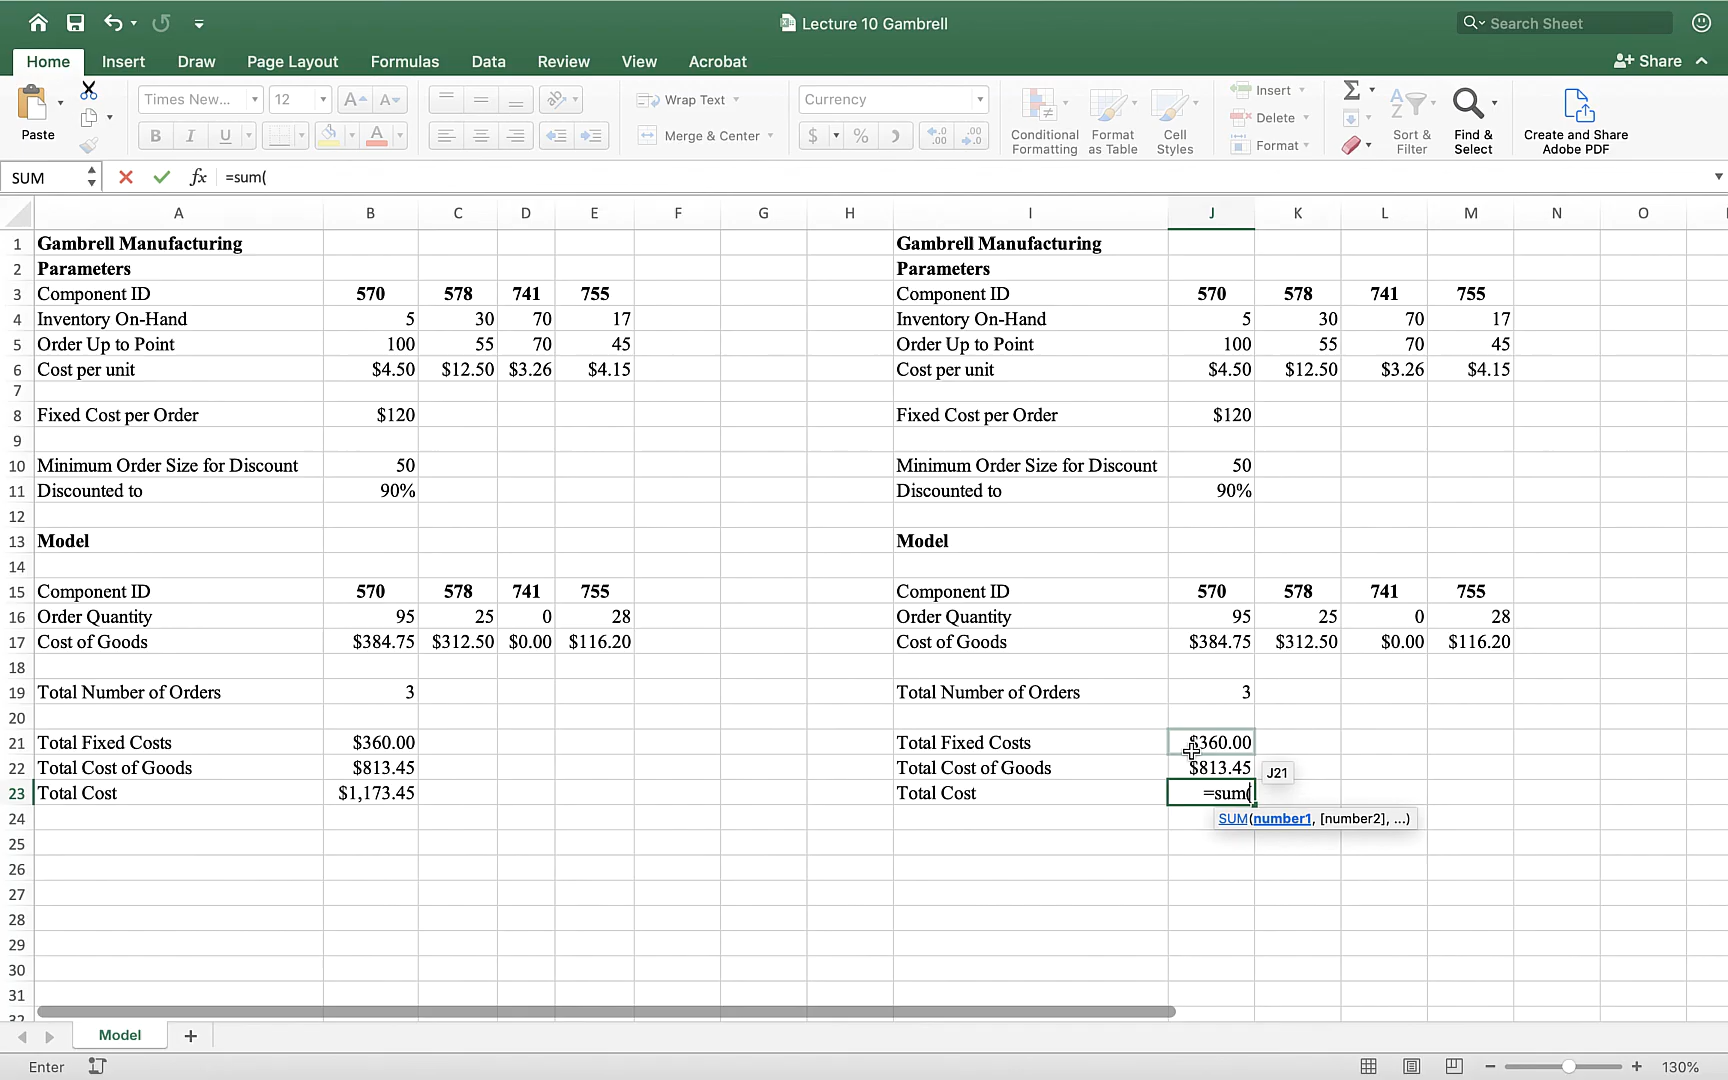 Lecture 10 Gambrell
Search Sheet
Home Insert Draw Page Layout Formulas Data Review View Acrobat
Share
Paste
Times New... 12
A A
B I U A
Wrap Text
Merge & Center
Currency
$ % .0 .00 .00 .0
Conditional Formatting
Format as Table
Cell Styles
Insert
Delete
Format
Sort & Filter
Find & Select
Create and Share Adobe PDF
SUM fx =sum(
A B C D E F G H I J K L M N O
1 Gambrell Manufacturing Gambrell Manufacturing
2 Parameters Parameters
3 Component ID 570 578 741 755 Component ID 570 578 741 755
4 Inventory On-Hand 5 30 70 17 Inventory On-Hand 5 30 70 17
5 Order Up to Point 100 55 70 45 Order Up to Point 100 55 70 45
6 Cost per unit $4.50 $12.50 $3.26 $4.15 Cost per unit $4.50 $12.50 $3.26 $4.15
7
8 Fixed Cost per Order $120 Fixed Cost per Order $120
9
10 Minimum Order Size for Discount 50 Minimum Order Size for Discount 50
11 Discounted to 90% Discounted to 90%
12
13 Model Model
14
15 Component ID 570 578 741 755 Component ID 570 578 741 755
16 Order Quantity 95 25 0 28 Order Quantity 95 25 0 28
17 Cost of Goods $384.75 $312.50 $0.00 $116.20 Cost of Goods $384.75 $312.50 $0.00 $116.20
18
19 Total Number of Orders 3 Total Number of Orders 3
20
21 Total Fixed Costs $360.00 Total Fixed Costs $360.00
22 Total Cost of Goods $813.45 Total Cost of Goods $813.45 J21
23 Total Cost $1,173.45 Total Cost =sum(
24 SUM(number1, [number2], ...)
25
26
27
28
29
30
31
32
Model +
Enter
130%